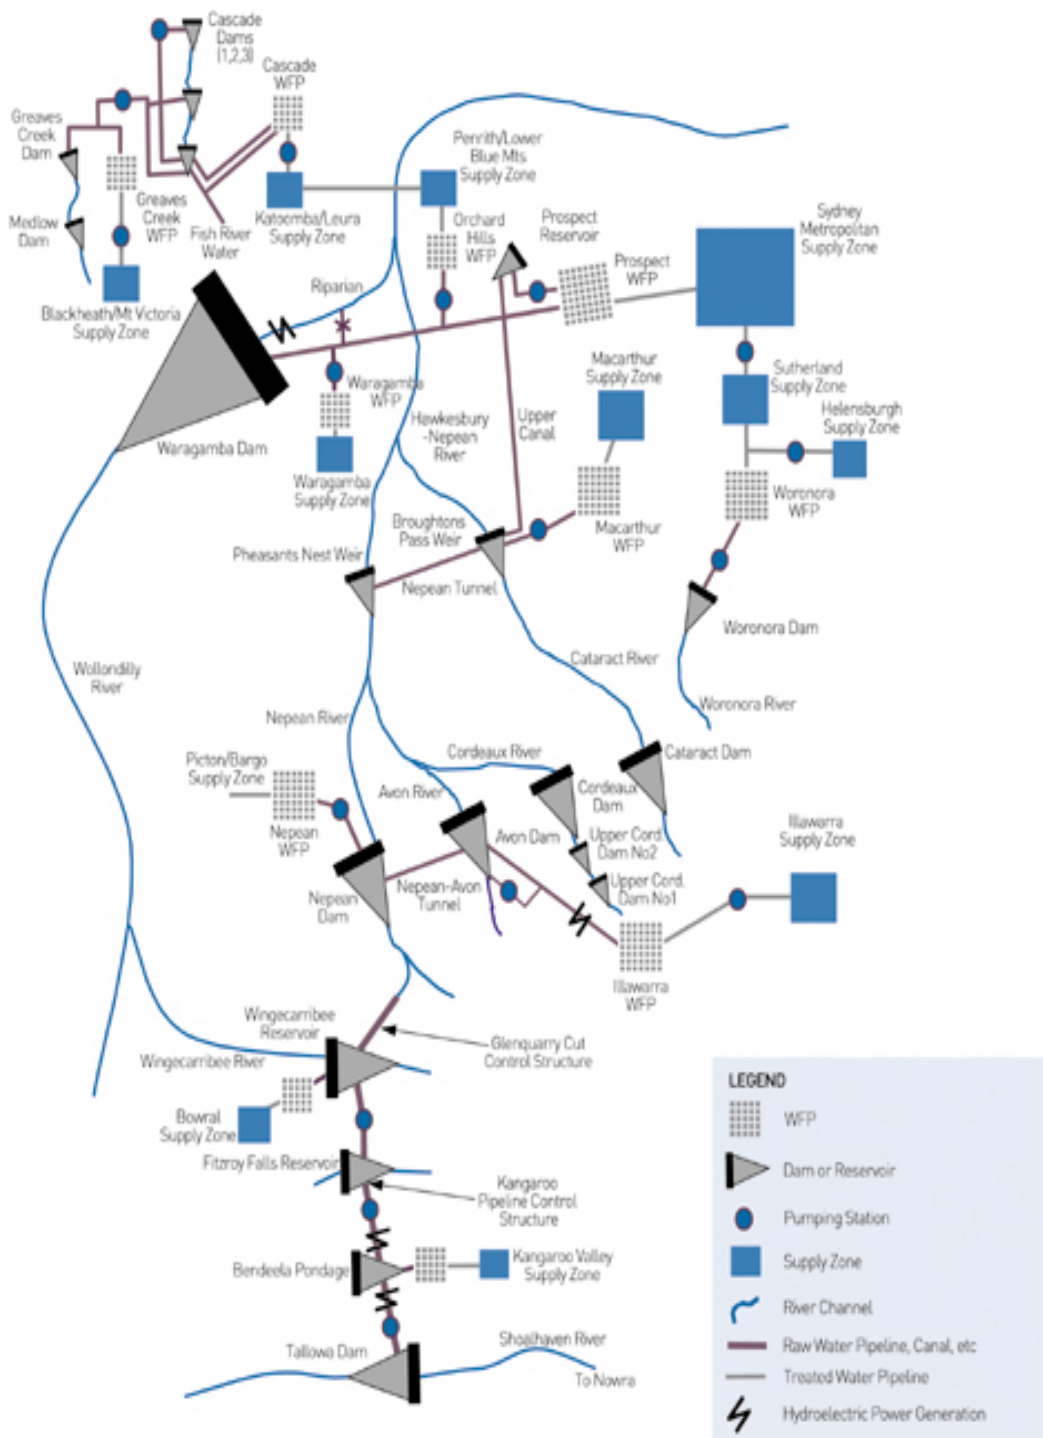 Cascade
Dams
(1,2,3)
Cascade
WFP
Greaves
Creek
Dam
Medlow
Dam
Greaves
Creek
WFP
Fish River
Water
Katoomba/Leura
Supply Zone
Blackheath/Mt Victoria
Supply Zone
Penrith/Lower
Blue Mts
Supply Zone
Orchard
Hills
WFP
Prospect
Reservoir
Prospect
WFP
Sydney
Metropolitan
Supply Zone
Riparian
Waragamba Dam
Waragamba
WFP
Waragamba
Supply Zone
Hawkesbury
-Nepean
River
Upper
Canal
Macarthur
Supply Zone
Macarthur
WFP
Sutherland
Supply Zone
Helensburgh
Supply Zone
Woronora
WFP
Woronora Dam
Woronora River
Broughtons
Pass Weir
Pheasants Nest Weir
Nepean Tunnel
Cataract River
Wollondilly
River
Nepean River
Cordeaux River
Cataract Dam
Picton/Bargo
Supply Zone
Nepean
WFP
Avon River
Cordeaux
Dam
Avon Dam
Upper Cord.
Dam No2
Upper Cord.
Dam No1
Illawarra
Supply Zone
Nepean
Dam
Nepean-Avon
Tunnel
Illawarra
WFP
Wingecarribee
Reservoir
Glenquarry Cut
Control Structure
Wingecarribee River
Bowral
Supply Zone
Fitzroy Falls Reservoir
Kangaroo
Pipeline Control
Structure
Bendeela Pondage
Kangaroo Valley
Supply Zone
Tallowa Dam
Shoalhaven River
To Nowra
LEGEND
WFP
Dam or Reservoir
Pumping Station
Supply Zone
River Channel
Raw Water Pipeline, Canal, etc
Treated Water Pipeline
Hydroelectric Power Generation